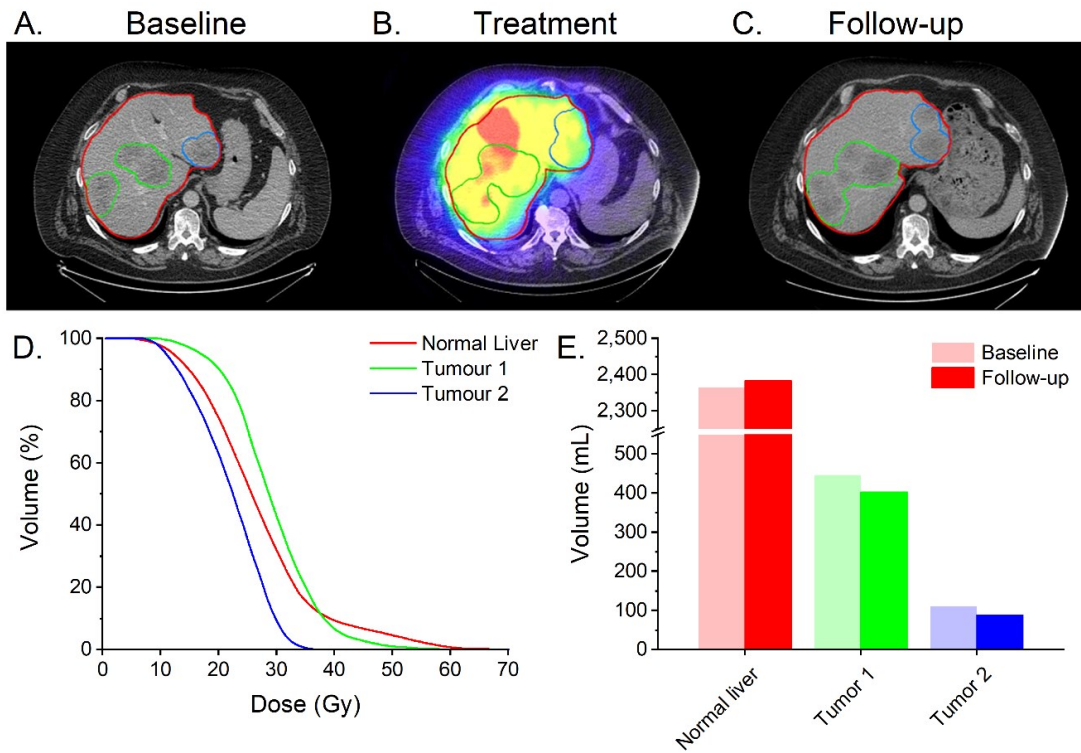 A. Baseline
B. Treatment
C. Follow-up
D.
Normal Liver
Tumour 1
Tumour 2
100
80
60
40
20
0
Volume (%)
0 10 20 30 40 50 60 70
Dose (Gy)
E.
Baseline
Follow-up
2,500
2,400
2,300
500
400
300
200
100
0
Volume (mL)
Normal liver
Tumor 1
Tumor 2